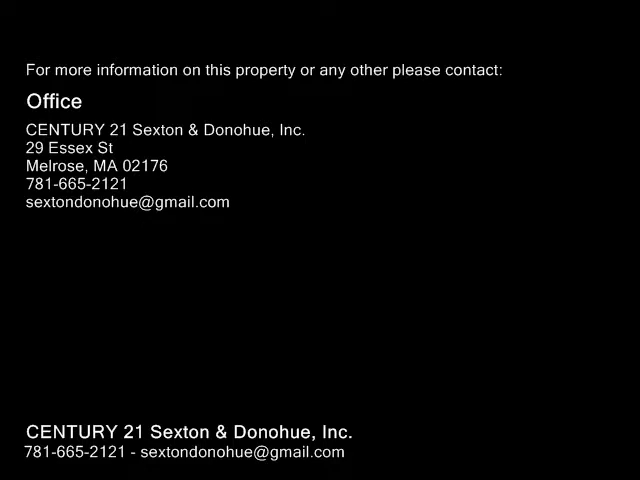 For more information on this property or any other please contact:
Office
CENTURY 21 Sexton & Donohue, Inc.
29 Essex St
Melrose, MA 02176
781-665-2121
sextondonohue@gmail.com
CENTURY 21 Sexton & Donohue, Inc.
781-665-2121 - sextondonohue@gmail.com